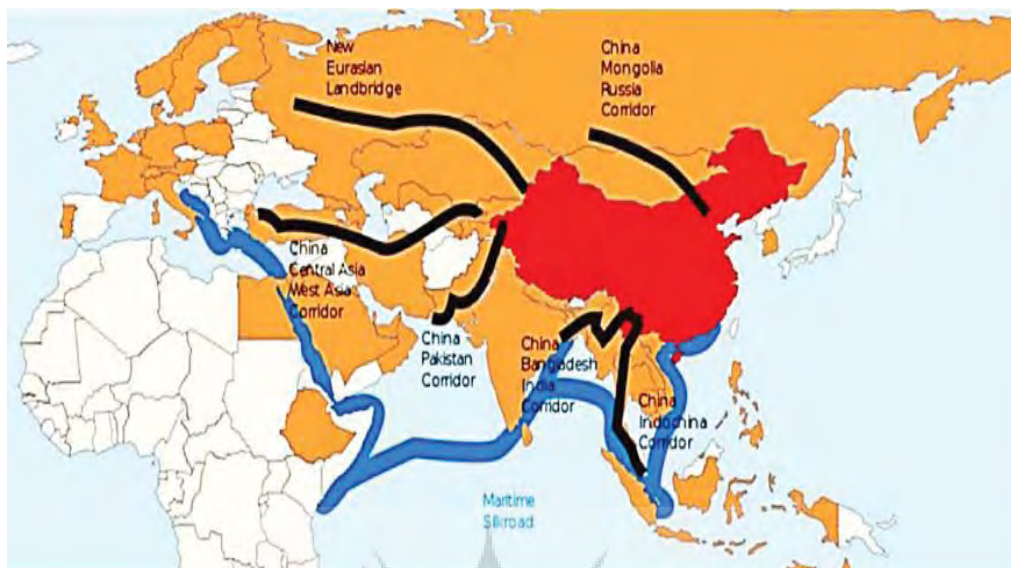 New
Eurasian
Landbridge
China
Mongolia
Russia
Corridor
China
Central Asia
West Asia
Corridor
China
Pakistan
Corridor
China
Bangladesh
India
Corridor
China
Indochina
Corridor
Maritime
Silkroad